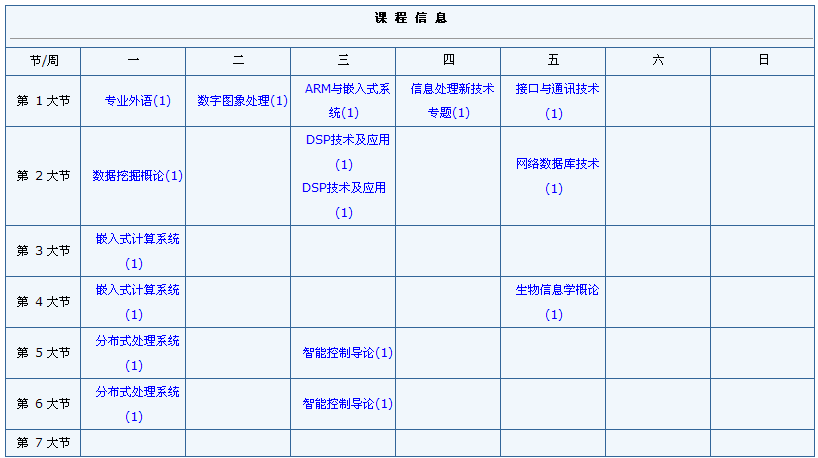 课 程 信 息
节/周 一 二 三 四 五 六 日
第 1 大节 专业外语(1) 数字图象处理(1) ARM与嵌入式系 信息处理新技术 接口与通讯技术
统(1) 专题(1) (1)
第 2 大节 数据挖掘概论(1) DSP技术及应用
(1)
DSP技术及应用
(1)
网络数据库技术
(1)
第 3 大节 嵌入式计算系统
(1)
第 4 大节 嵌入式计算系统 生物信息学概论
(1) (1)
第 5 大节 分布式处理系统
(1)
智能控制导论(1)
第 6 大节 分布式处理系统
(1)
智能控制导论(1)
第 7 大节